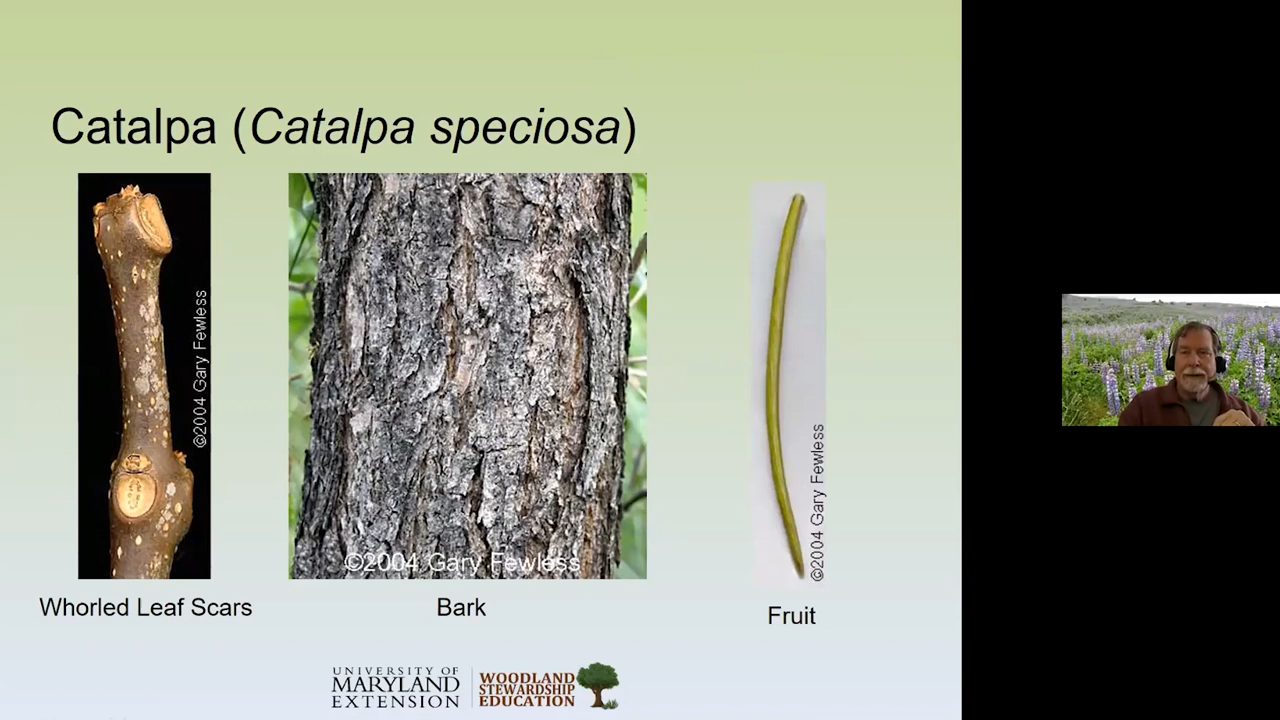 Catalpa (Catalpa speciosa)
©2004 Gary Fewless
©2004 Gary Fewless
©2004 Gary Fewless
Whorled Leaf Scars
Bark
Fruit
UNIVERSITY OF
MARYLAND
EXTENSION
WOODLAND
STEWARDSHIP
EDUCATION